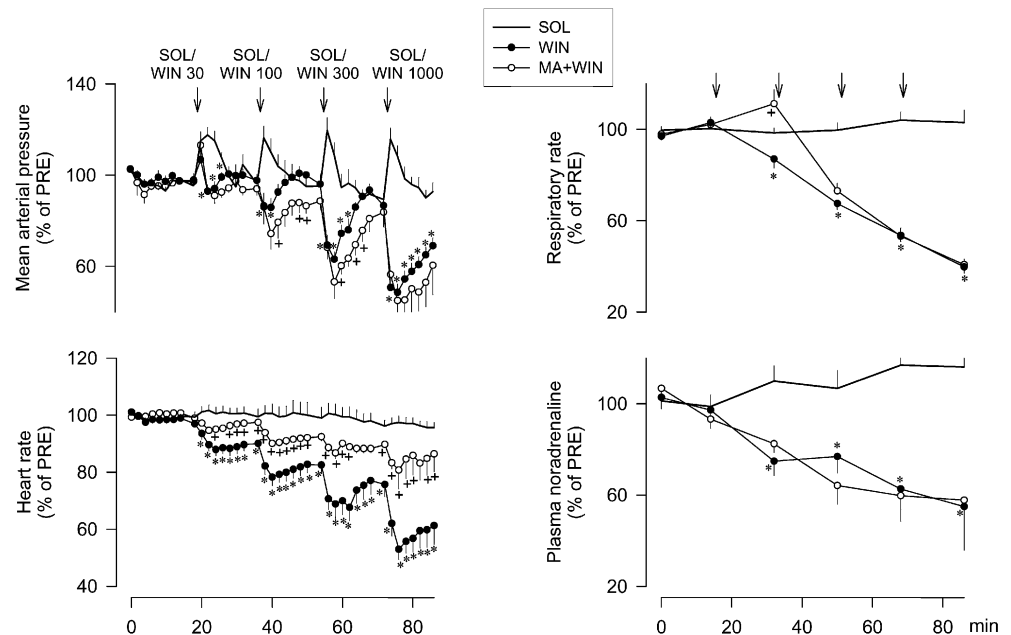 SOL
WIN
MA+WIN
SOL/ SOL/ SOL/ SOL/
WIN 30 WIN 100 WIN 300 WIN 1000
Mean arterial pressure
(% of PRE)
140
100
60
Respiratory rate
(% of PRE)
100
60
20
Heart rate
(% of PRE)
120
100
80
60
40
0 20 40 60 80
Plasma noradrenaline
(% of PRE)
100
60
20
0 20 40 60 80 min